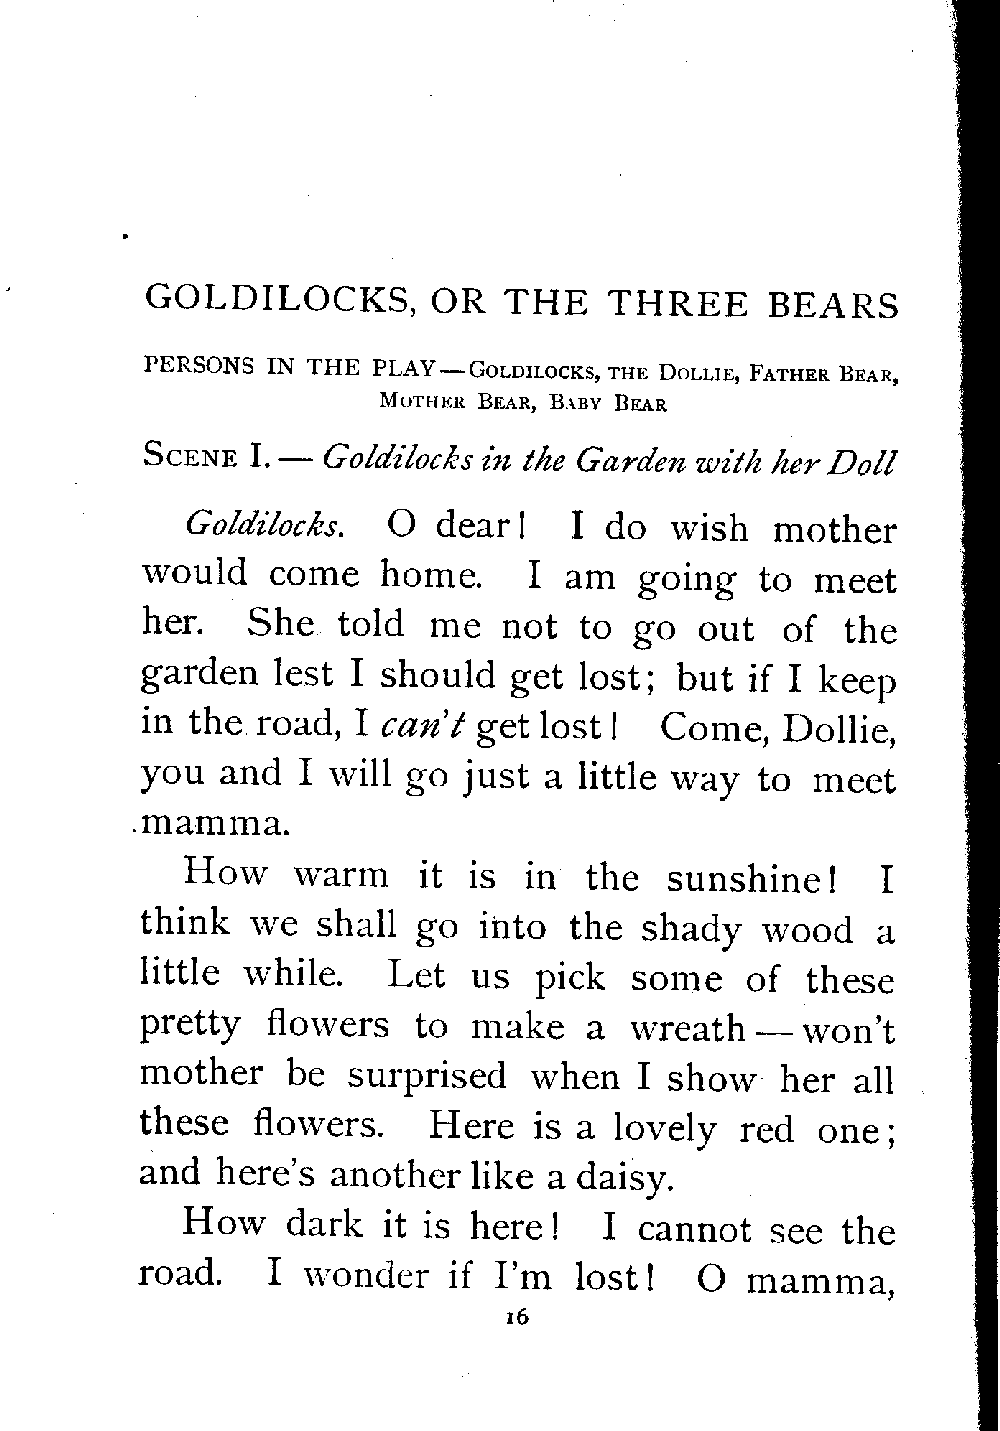 GOLDILOCKS, OR THE THREE BEARS
PERSONS IN THE PLAY—GOLDILOCKS, THE DOLLIE, FATHER BEAR,
MOTHER BEAR, BABY BEAR
SCENE I. — Goldilocks in the Garden with her Doll
Goldilocks. O dear! I do wish mother
would come home. I am going to meet
her. She told me not to go out of the
garden lest I should get lost; but if I keep
in the road, I can't get lost! Come, Dollie,
you and I will go just a little way to meet
mamma.
How warm it is in the sunshine! I
think we shall go into the shady wood a
little while. Let us pick some of these
pretty flowers to make a wreath — won't
mother be surprised when I show her all
these flowers. Here is a lovely red one;
and here's another like a daisy.
How dark it is here! I cannot see the
road. I wonder if I'm lost! O mamma,
16